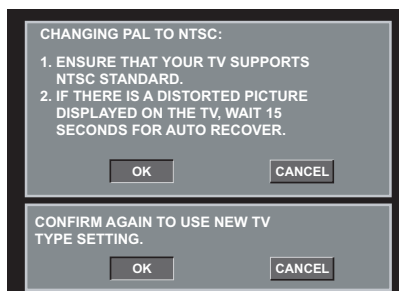 CHANGING PAL TO NTSC:
1. ENSURE THAT YOUR TV SUPPORTS
NTSC STANDARD.
2. IF THERE IS A DISTORTED PICTURE
DISPLAYED ON THE TV, WAIT 15
SECONDS FOR AUTO RECOVER.
OK CANCEL
CONFIRM AGAIN TO USE NEW TV
TYPE SETTING.
OK CANCEL